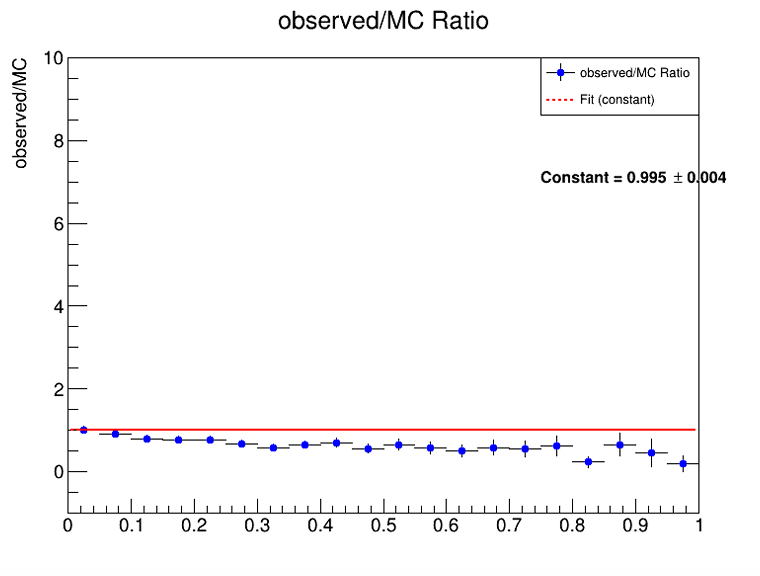 observed/MC Ratio
observed/MC
10
8
6
4
2
0
observed/MC Ratio
Fit (constant)
Constant = 0.995 ± 0.004
0 0.1 0.2 0.3 0.4 0.5 0.6 0.7 0.8 0.9 1